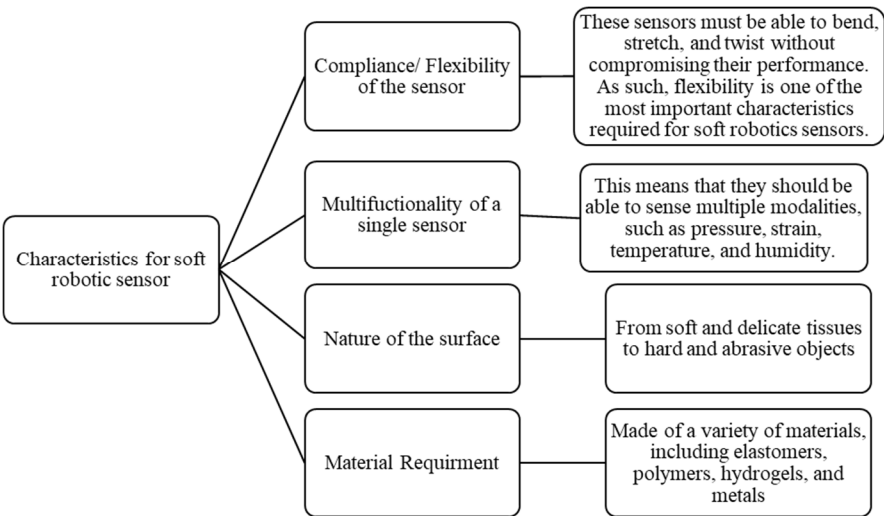 Characteristics for soft
robotic sensor
Compliance/ Flexibility
of the sensor
These sensors must be able to bend,
stretch, and twist without
compromising their performance.
As such, flexibility is one of the
most important characteristics
required for soft robotics sensors.
Multifuctionality of a
single sensor
This means that they should be
able to sense multiple modalities,
such as pressure, strain,
temperature, and humidity.
Nature of the surface
From soft and delicate tissues
to hard and abrasive objects
Material Requirment
Made of a variety of materials,
including elastomers,
polymers, hydrogels, and
metals